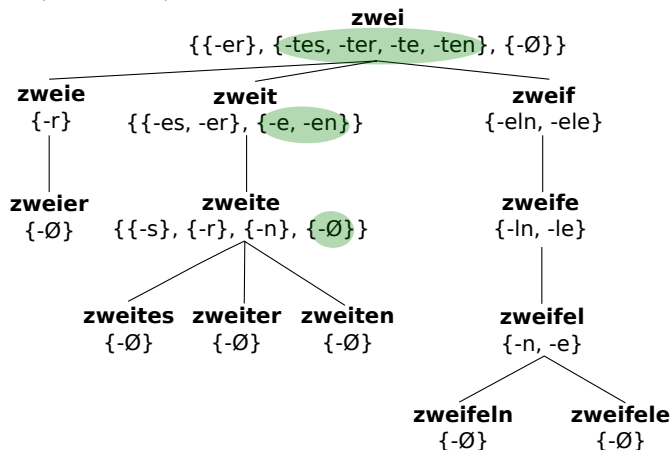 zwei
{{-er}, {-tes, -ter, -te, -ten}, {-Ø}}
zweie zweit zweif
{-r} {{-es, -er}, {-e, -en}} {-eln, -ele}
zweier zweite zweife
{-Ø} {{-s}, {-r}, {-n}, {-Ø}} {-ln, -le}
zweites zweiter zweiten zweifel
{-Ø} {-Ø} {-Ø} {-n, -e}
zweifeln zweifele
{-Ø} {-Ø}